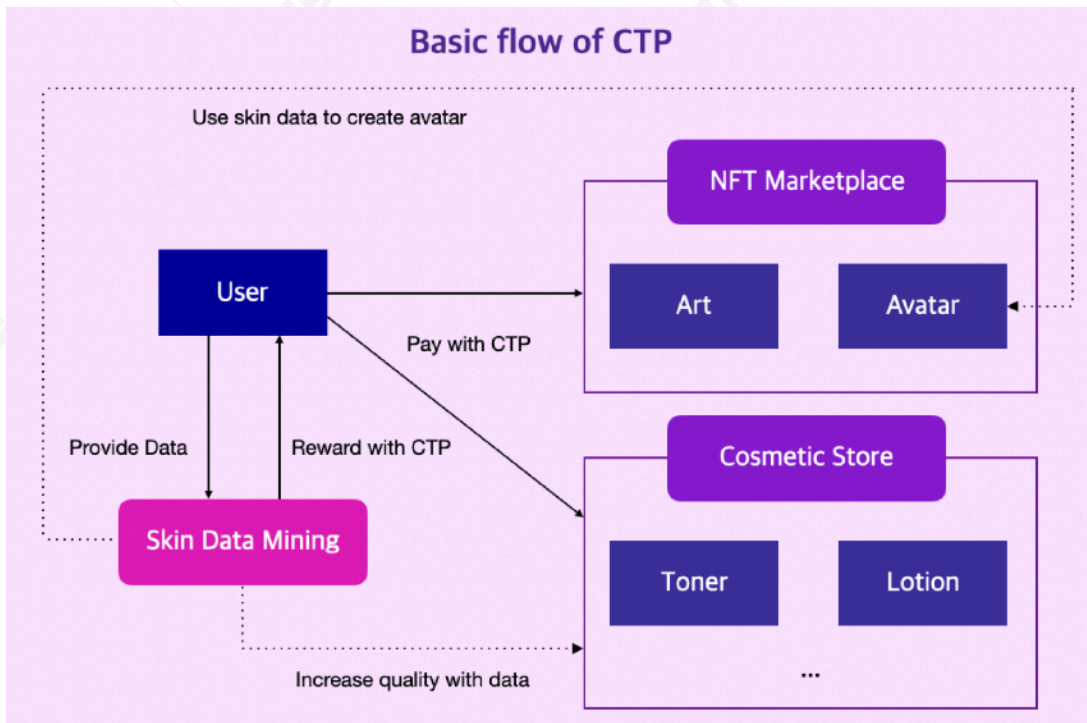 Basic flow of CTP
Use skin data to create avatar
NFT Marketplace
User
Art
Avatar
Pay with CTP
Provide Data
Reward with CTP
Cosmetic Store
Skin Data Mining
Toner
Lotion
...
Increase quality with data